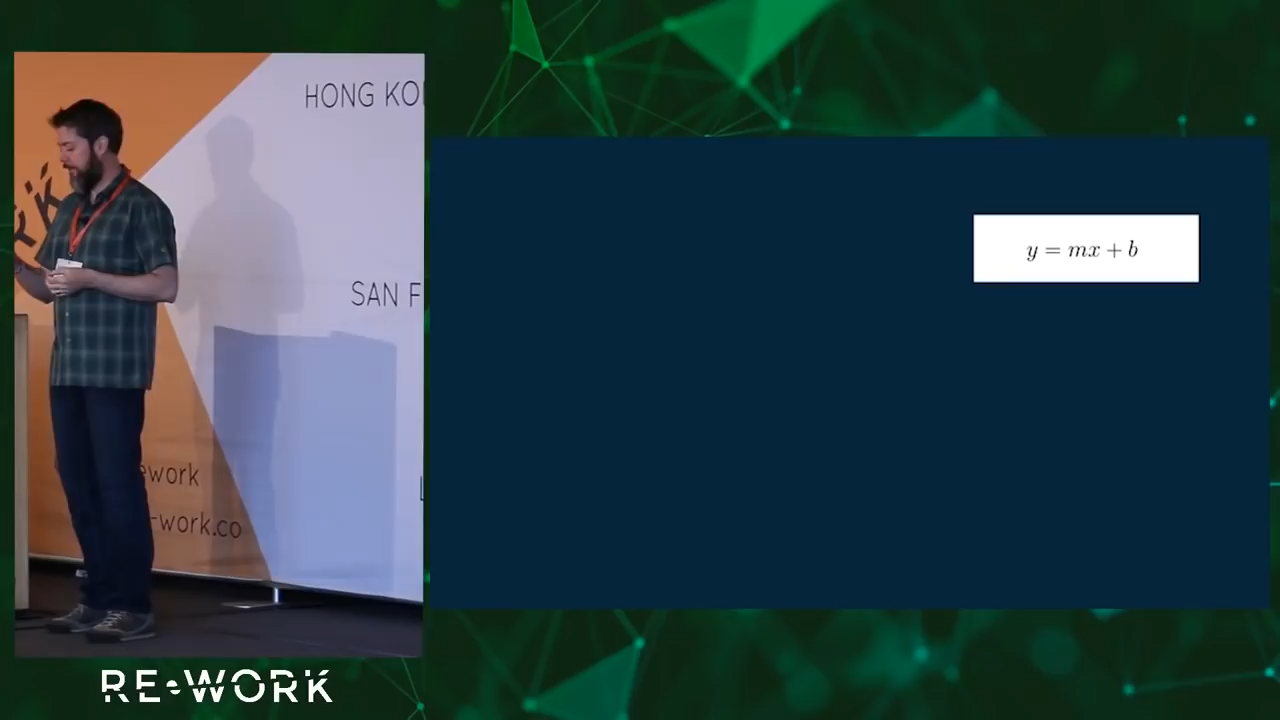 HONG KO
SAN F
ework
-work.co
RE•WORK
y = mx + b